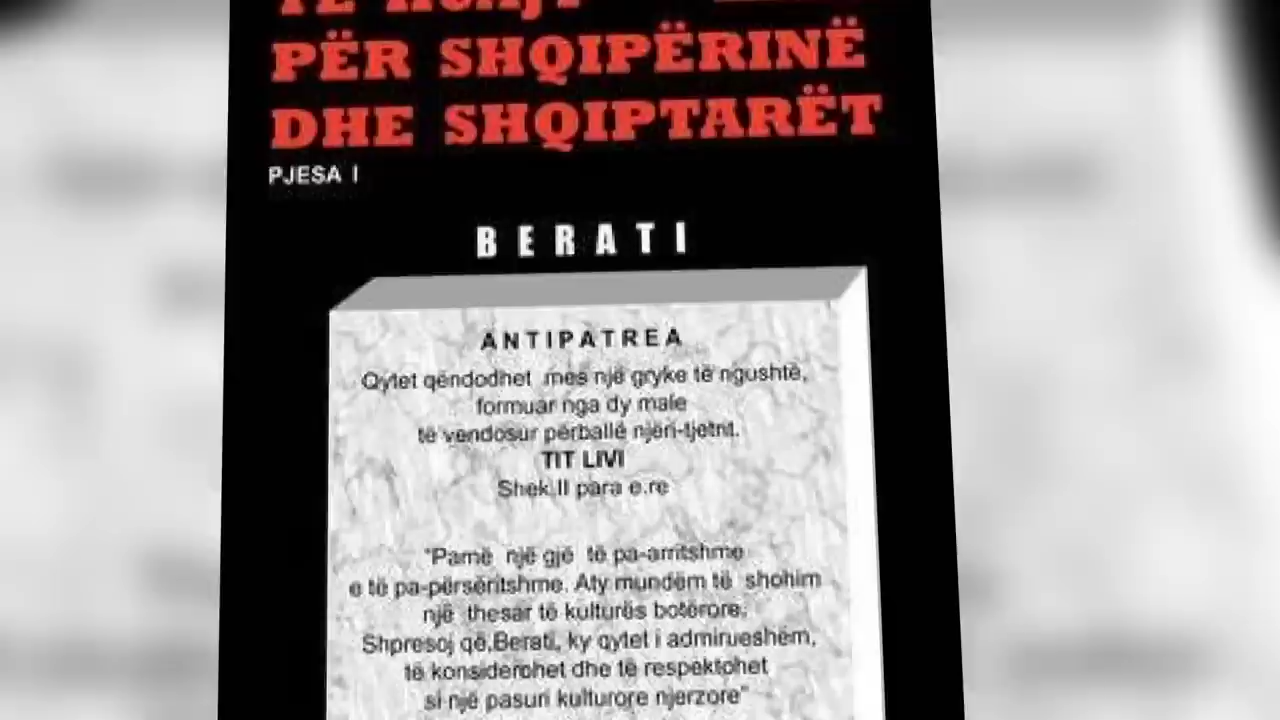 TË HUAJT
PËR SHQIPËRINË
DHE SHQIPTARËT
PJESA I
BERATI
ANTIPATREA
Qytet qëndodhet mes një gryke të ngushtë,
formuar nga dy male
të vendosur përballë njëri-tjetrit.
TIT LIVI
Shek.II para e.re
"Pamë një gjë të pa-arritshme
e të pa-përsëritshme. Aty mundëm të shohim
një thesar të kulturës botërore.
Shpresoj që,Berati, ky qytet i admirueshëm,
të konsiderohet dhe të respektohet
si një pasuri kulturore njerzore"